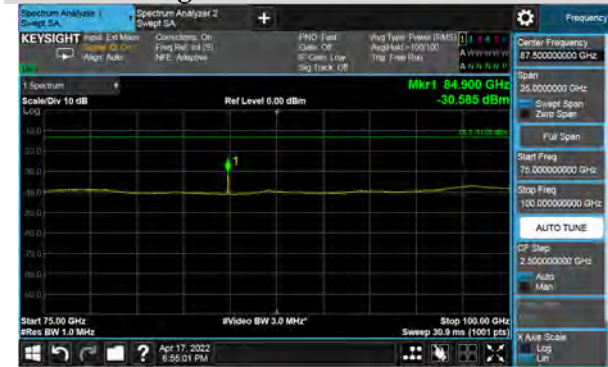 Spectrum Analyzer 1
Swept SA
Spectrum Analyzer 2
Swept SA
+
Frequency
KEYSIGHT
Input: Ext Mixer
Align: Auto
Corrections: On
Freq Ref: Int (S)
NFE: Adaptive
PNO: Fast
Gate: Off
IF Gain: Low
Sig Track: Off
Avg Type: Power (RMS)
Avg|Hold:>100/100
Trig: Free Run
1 Spectrum
Scale/Div 10 dB
Log
Ref Level 0.00 dBm
Mkr1 84.900 GHz
-30.585 dBm
1
Start 75.00 GHz
#Res BW 1.0 MHz
#Video BW 3.0 MHz*
Stop 100.00 GHz
Sweep 30.9 ms (1001 pts)
Center Frequency
87.500000000 GHz
Span
25.0000000 GHz
Swept Span
Zero Span
Full Span
Start Freq
75.000000000 GHz
Stop Freq
100.000000000 GHz
AUTO TUNE
CF Step
2.500000000 GHz
Auto
Man
X Axis Scale
Log
Lin
?
Apr 17, 2022
6:55:01 PM